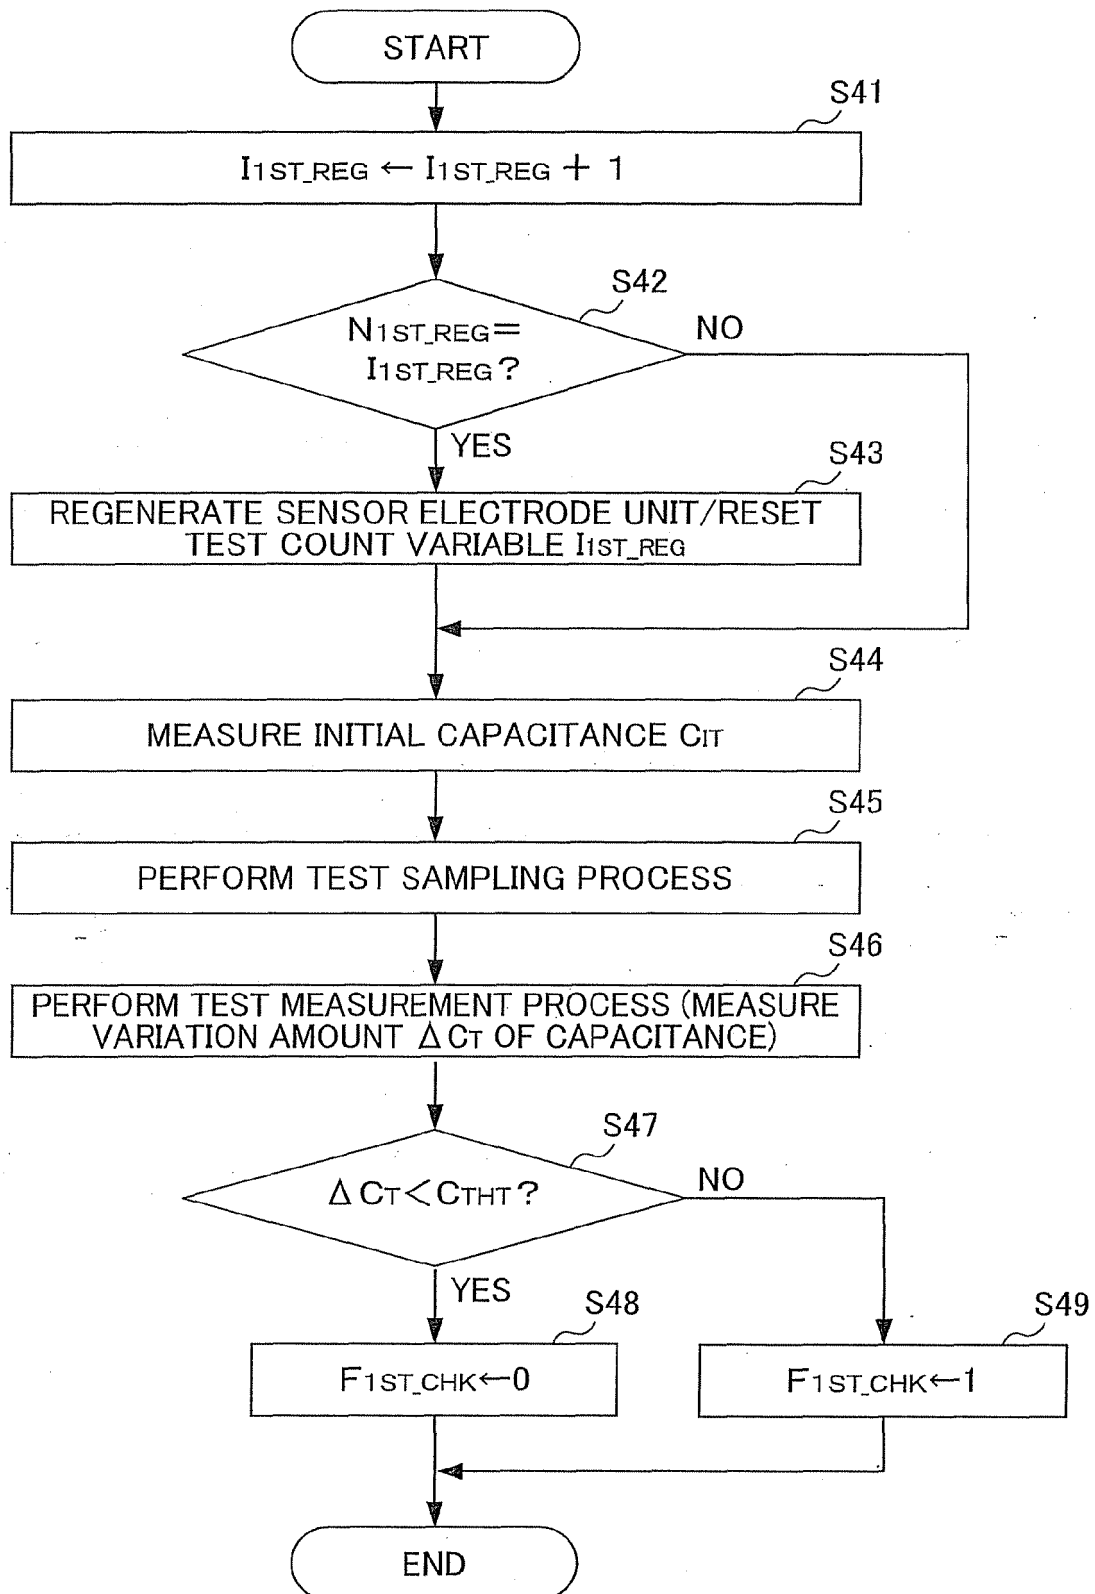 START
S41
I1ST_REG ← I1ST_REG + 1
S42
N1ST_REG=
I1ST_REG?
NO
YES
S43
REGENERATE SENSOR ELECTRODE UNIT/RESET
TEST COUNT VARIABLE I1ST_REG
S44
MEASURE INITIAL CAPACITANCE CIT
S45
PERFORM TEST SAMPLING PROCESS
S46
PERFORM TEST MEASUREMENT PROCESS (MEASURE
VARIATION AMOUNT ΔCT OF CAPACITANCE)
S47
ΔCT<CTHT?
NO
YES
S48
F1ST_CHK←0
S49
F1ST_CHK←1
END